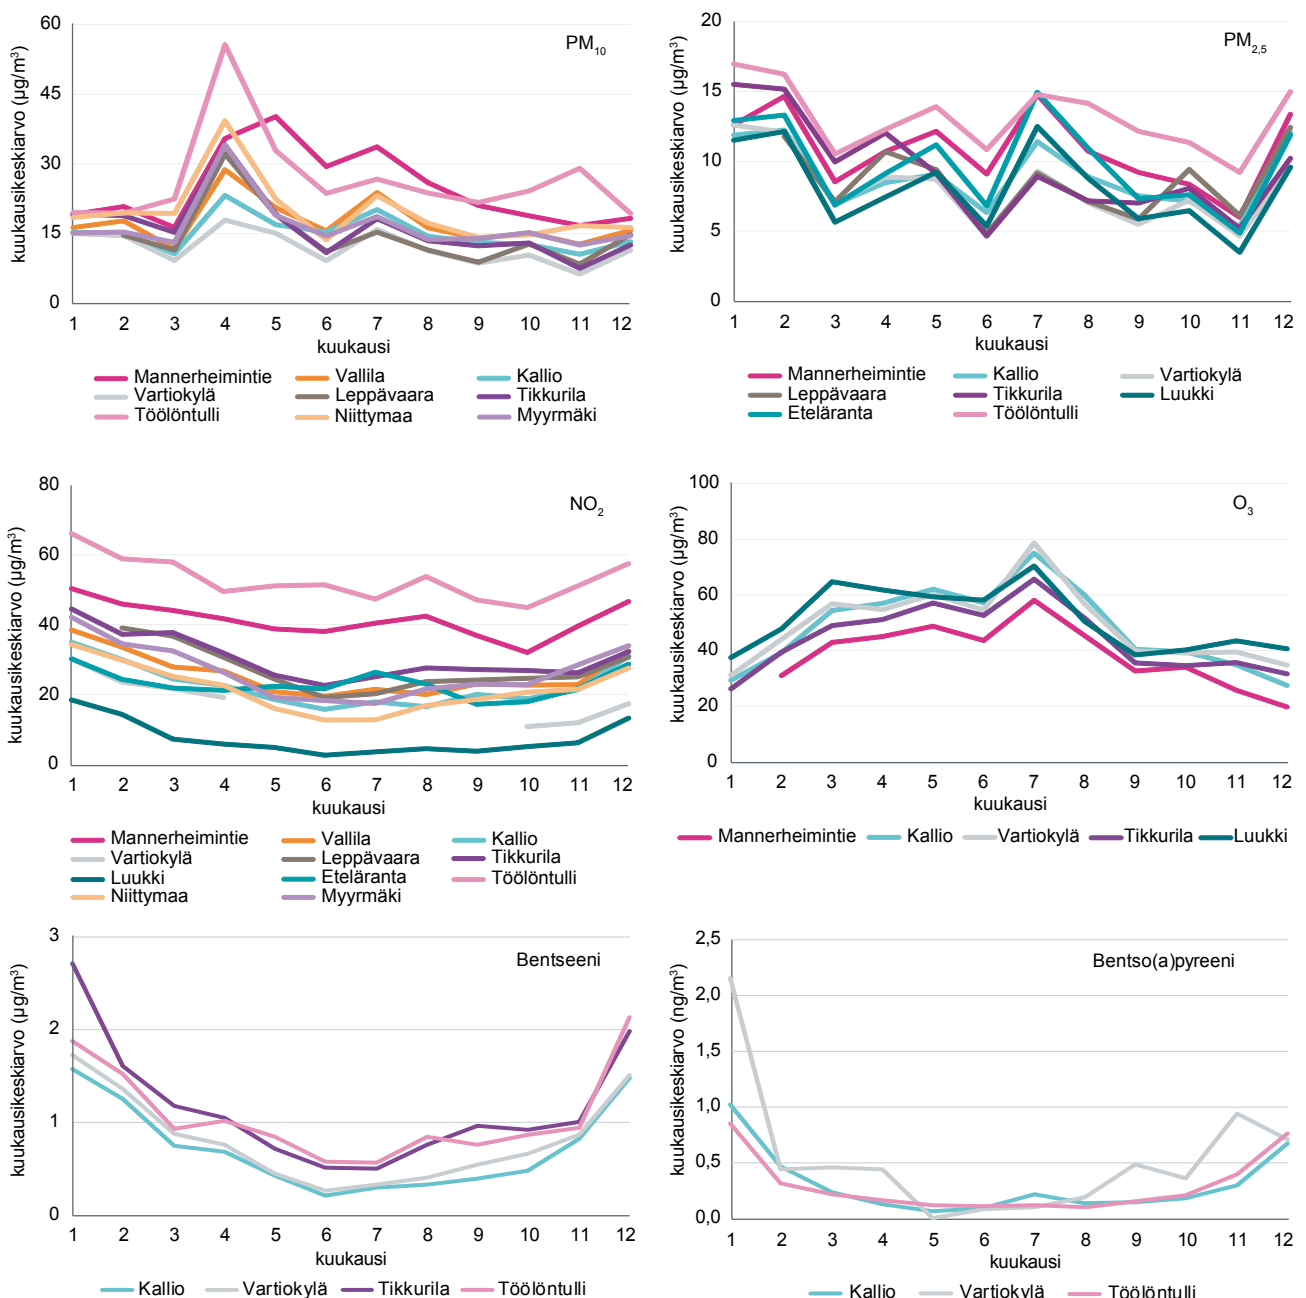 PM10
kuukausikeskiarvo (µg/m³)
60
45
30
15
0
1 2 3 4 5 6 7 8 9 10 11 12
kuukausi
Mannerheimintie Vallila Kallio
Vartiokylä Leppävaara Tikkurila
Töölöntulli Niittymaa Myyrmäki
PM2,5
kuukausikeskiarvo (µg/m³)
20
15
10
5
0
1 2 3 4 5 6 7 8 9 10 11 12
kuukausi
Mannerheimintie Kallio Vartiokylä
Leppävaara Tikkurila Luukki
Eteläranta Töölöntulli
NO2
kuukausikeskiarvo (µg/m³)
80
60
40
20
0
1 2 3 4 5 6 7 8 9 10 11 12
kuukausi
Mannerheimintie Vallila Kallio
Vartiokylä Leppävaara Tikkurila
Luukki Eteläranta Töölöntulli
Niittymaa Myyrmäki
O3
kuukausikeskiarvo (µg/m³)
100
80
60
40
20
0
1 2 3 4 5 6 7 8 9 10 11 12
kuukausi
Mannerheimintie Kallio Vartiokylä Tikkurila Luukki
Bentseeni
kuukausikeskiarvo (µg/m³)
3
2
1
0
1 2 3 4 5 6 7 8 9 10 11 12
kuukausi
Kallio Vartiokylä Tikkurila Töölöntulli
Bentso(a)pyreeni
kuukausikeskiarvo (ng/m³)
2,5
2,0
1,5
1,0
0,5
0,0
1 2 3 4 5 6 7 8 9 10 11 12
kuukausi
Kallio Vartiokylä Töölöntulli